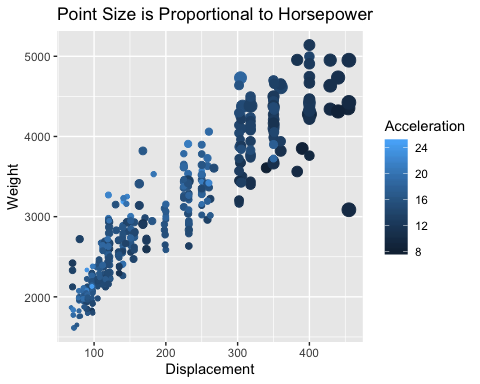 Point Size is Proportional to Horsepower
5000
4000
3000
2000
Weight
100 200 300 400
Displacement
Acceleration
24
20
16
12
8